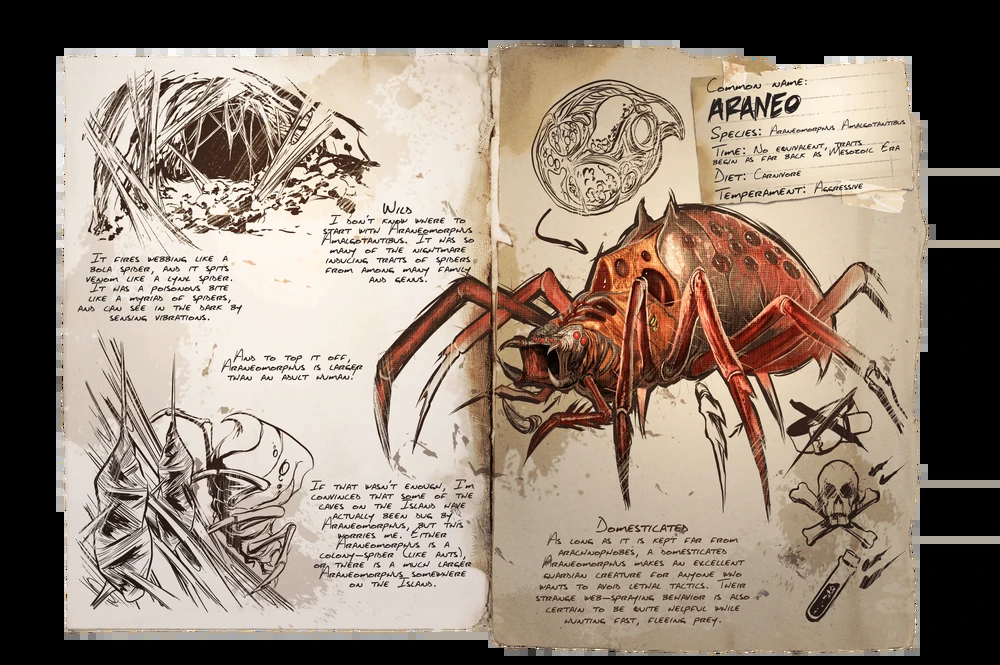 Wild
I don't know where to
start with Araneomorphus
Amalgotantibus. It has so
many of the nightmare
inducing traits of spiders
from among many family
and genus.
It fires webbing like a
bola spider, and it spits
venom like a lynx spider.
It has a poisonous bite
like a myriad of spiders,
and can see in the dark by
sensing vibrations.
And to top it off,
Araneomorphus is larger
than an adult human!
If that wasn't enough, I'm
convinced that some of the
caves on the Island have
actually been dug by
Araneomorphus, but this
worries me. Either
Araneomorphus is a
colony-spider (like ants),
or there is a much larger
Araneomorphus somewhere
on the Island.
Common name:
Araneo
Species: Araneomorphus Amalgotantibus
Time: No equivalent, traits
begin as far back as Mesozoic Era
Diet: Carnivore
Temperament: Aggressive
Domesticated
As long as it is kept far from
arachnophobes, a domesticated
Araneomorphus makes an excellent
guardian creature for anyone who
wants to avoid lethal tactics. Their
strange web-spraying behavior is also
certain to be quite helpful while
hunting fast, fleeing prey.